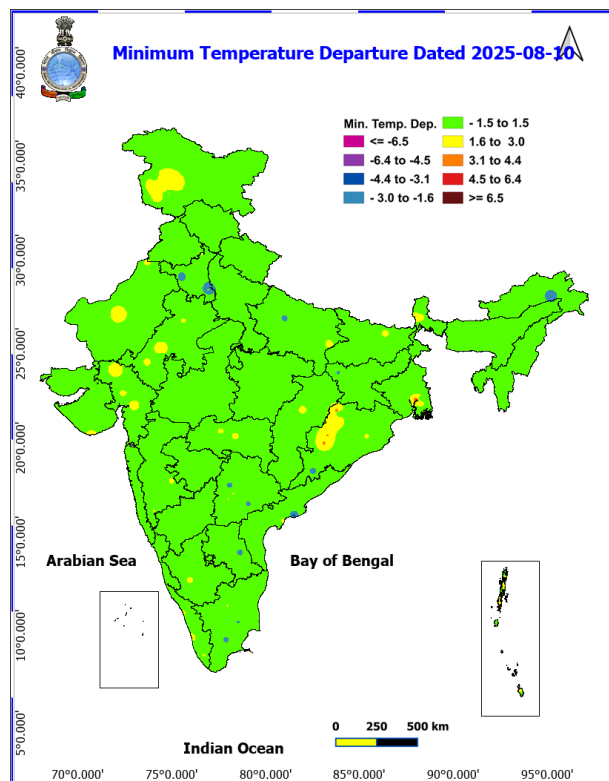 Minimum Temperature Departure Dated 2025-08-10
Min. Temp. Dep.
- 1.5 to 1.5
<= -6.5
1.6 to 3.0
-6.4 to -4.5
3.1 to 4.4
-4.4 to -3.1
4.5 to 6.4
- 3.0 to -1.6
>= 6.5
40°0.000'
35°0.000'
30°0.000'
25°0.000'
20°0.000'
15°0.000'
10°0.000'
5°0.000'
Arabian Sea
Bay of Bengal
0 250 500 km
Indian Ocean
70°0.000' 75°0.000' 80°0.000' 85°0.000' 90°0.000' 95°0.000'